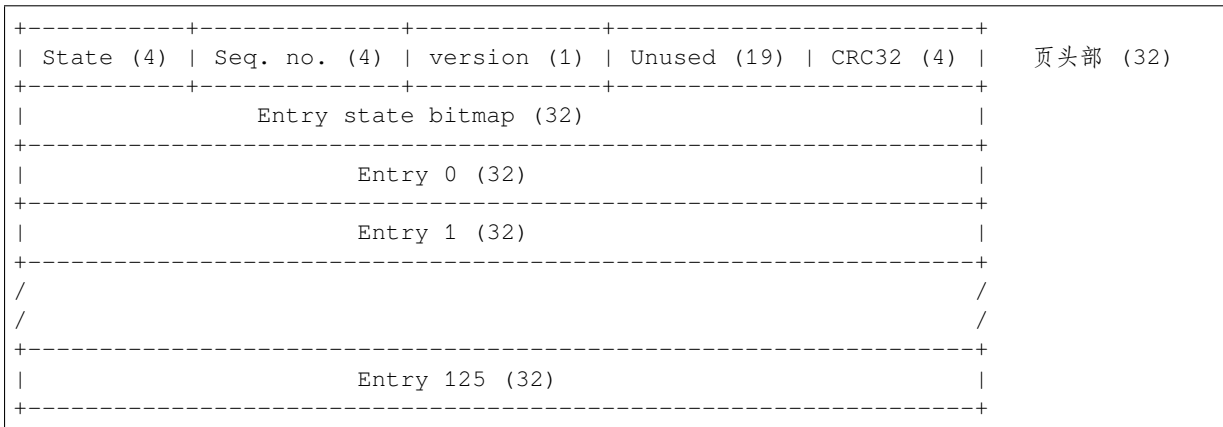 +-----------+--------------+-------------+-------------------------+
| State (4) | Seq. no. (4) | version (1) | Unused (19) | CRC32 (4) | 页头部 (32)
+-----------+--------------+-------------+-------------------------+
| Entry state bitmap (32) |
+------------------------------------------------------------------+
| Entry 0 (32) |
+------------------------------------------------------------------+
| Entry 1 (32) |
+------------------------------------------------------------------+
/ /
/ /
+------------------------------------------------------------------+
| Entry 125 (32) |
+------------------------------------------------------------------+